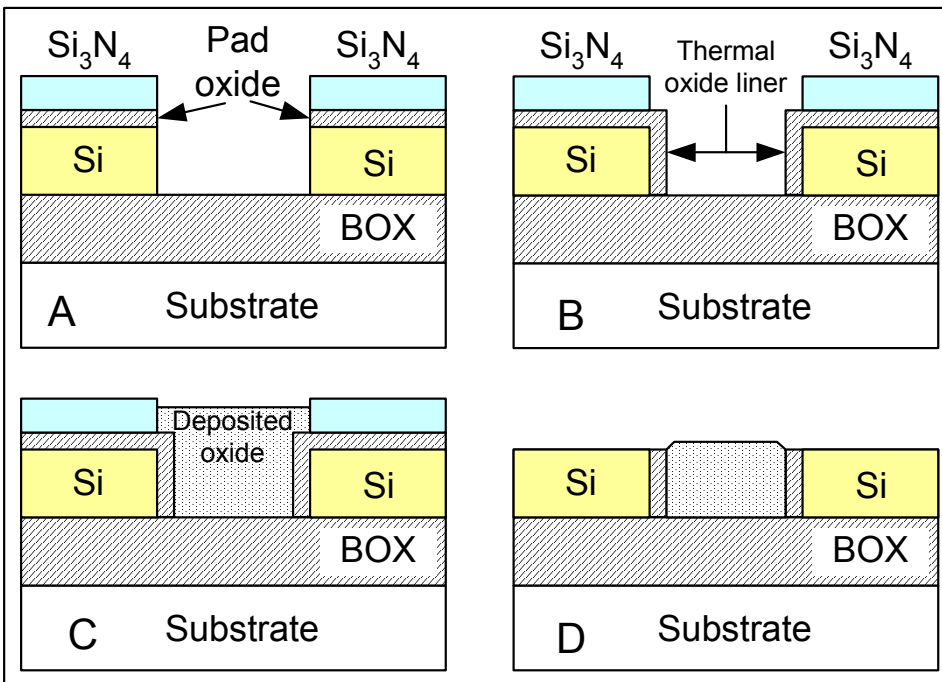 Si₃N₄
Pad
oxide
Si₃N₄
Si
Si
BOX
Substrate
A
Si₃N₄
Thermal
oxide liner
Si₃N₄
Si
Si
BOX
Substrate
B
Deposited
oxide
Si
Si
BOX
Substrate
C
Si
Si
BOX
Substrate
D